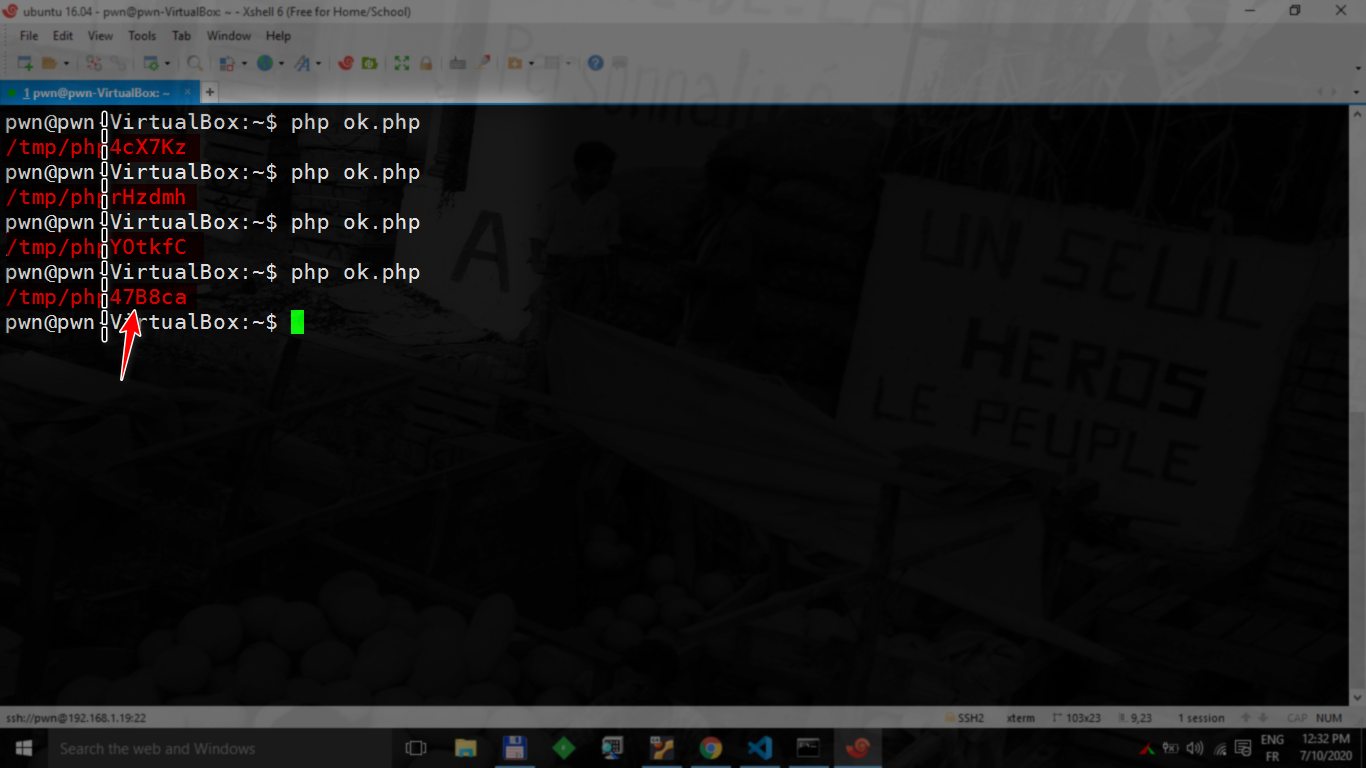 ubuntu 16.04 - pwn@pwn-VirtualBox: ~ - Xshell 6 (Free for Home/School)
File Edit View Tools Tab Window Help
1 pwn@pwn-VirtualBox: ~ × +
pwn@pwn-VirtualBox:~$ php ok.php
/tmp/php4cX7Kz
pwn@pwn-VirtualBox:~$ php ok.php
/tmp/phprHzdmh
pwn@pwn-VirtualBox:~$ php ok.php
/tmp/phpYOtkfC
pwn@pwn-VirtualBox:~$ php ok.php
/tmp/php47B8ca
pwn@pwn-VirtualBox:~$
A
UN SEUL
HEROS
LE PEUPLE
ssh://pwn@192.168.1.19:22 SSH2 xterm 103x23 9,23 1 session CAP NUM
Search the web and Windows
ENG
FR
12:32 PM
7/10/2020